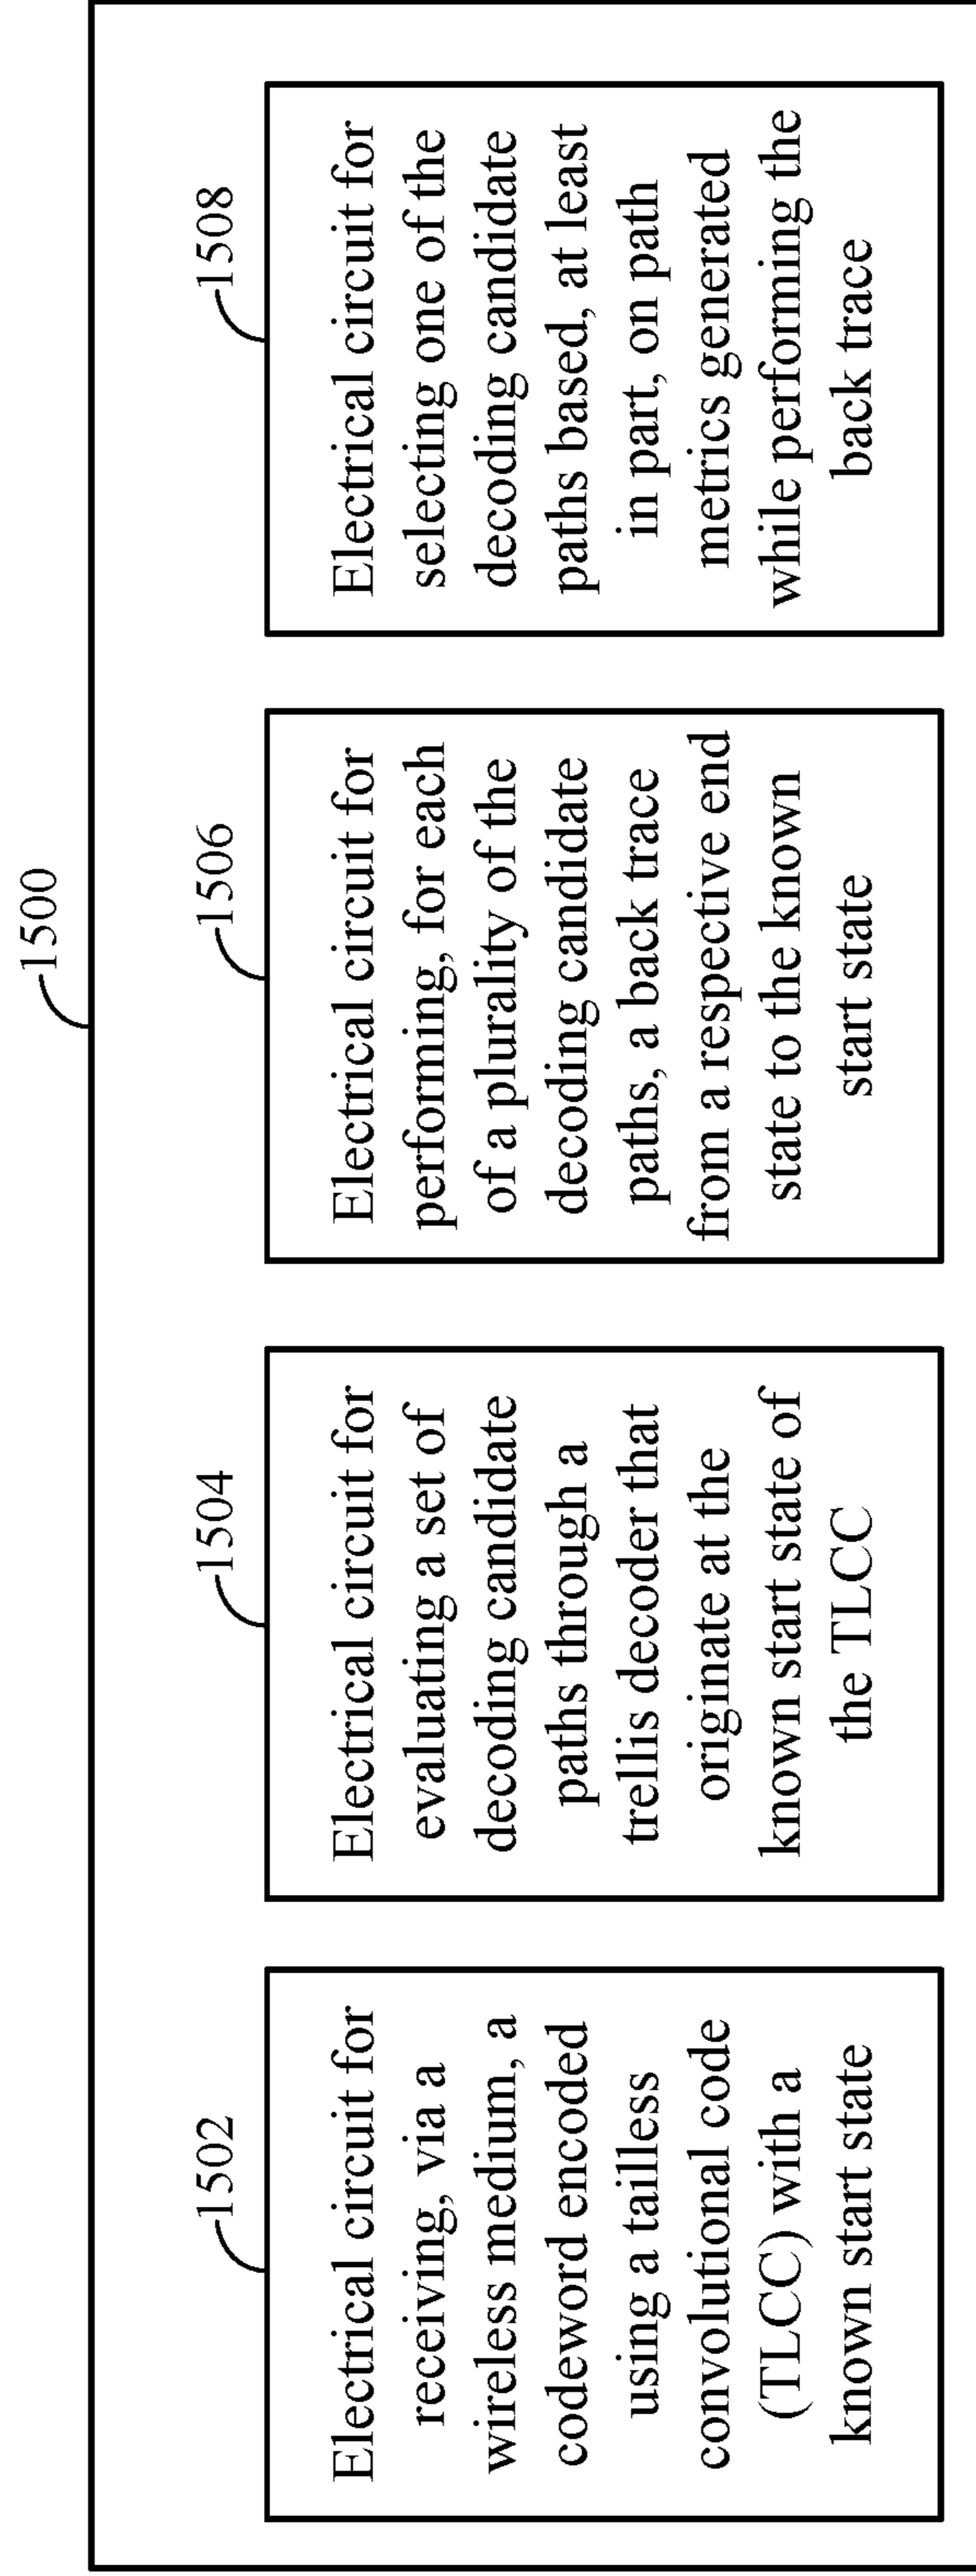 1500
1502
Electrical circuit for
receiving, via a
wireless medium, a
codeword encoded
using a tailless
convolutional code
(TLCC) with a
known start state
1504
Electrical circuit for
evaluating a set of
decoding candidate
paths through a
trellis decoder that
originate at the
known start state of
the TLCC
1506
Electrical circuit for
performing, for each
of a plurality of the
decoding candidate
paths, a back trace
from a respective end
state to the known
start state
1508
Electrical circuit for
selecting one of the
decoding candidate
paths based, at least
in part, on path
metrics generated
while performing the
back trace